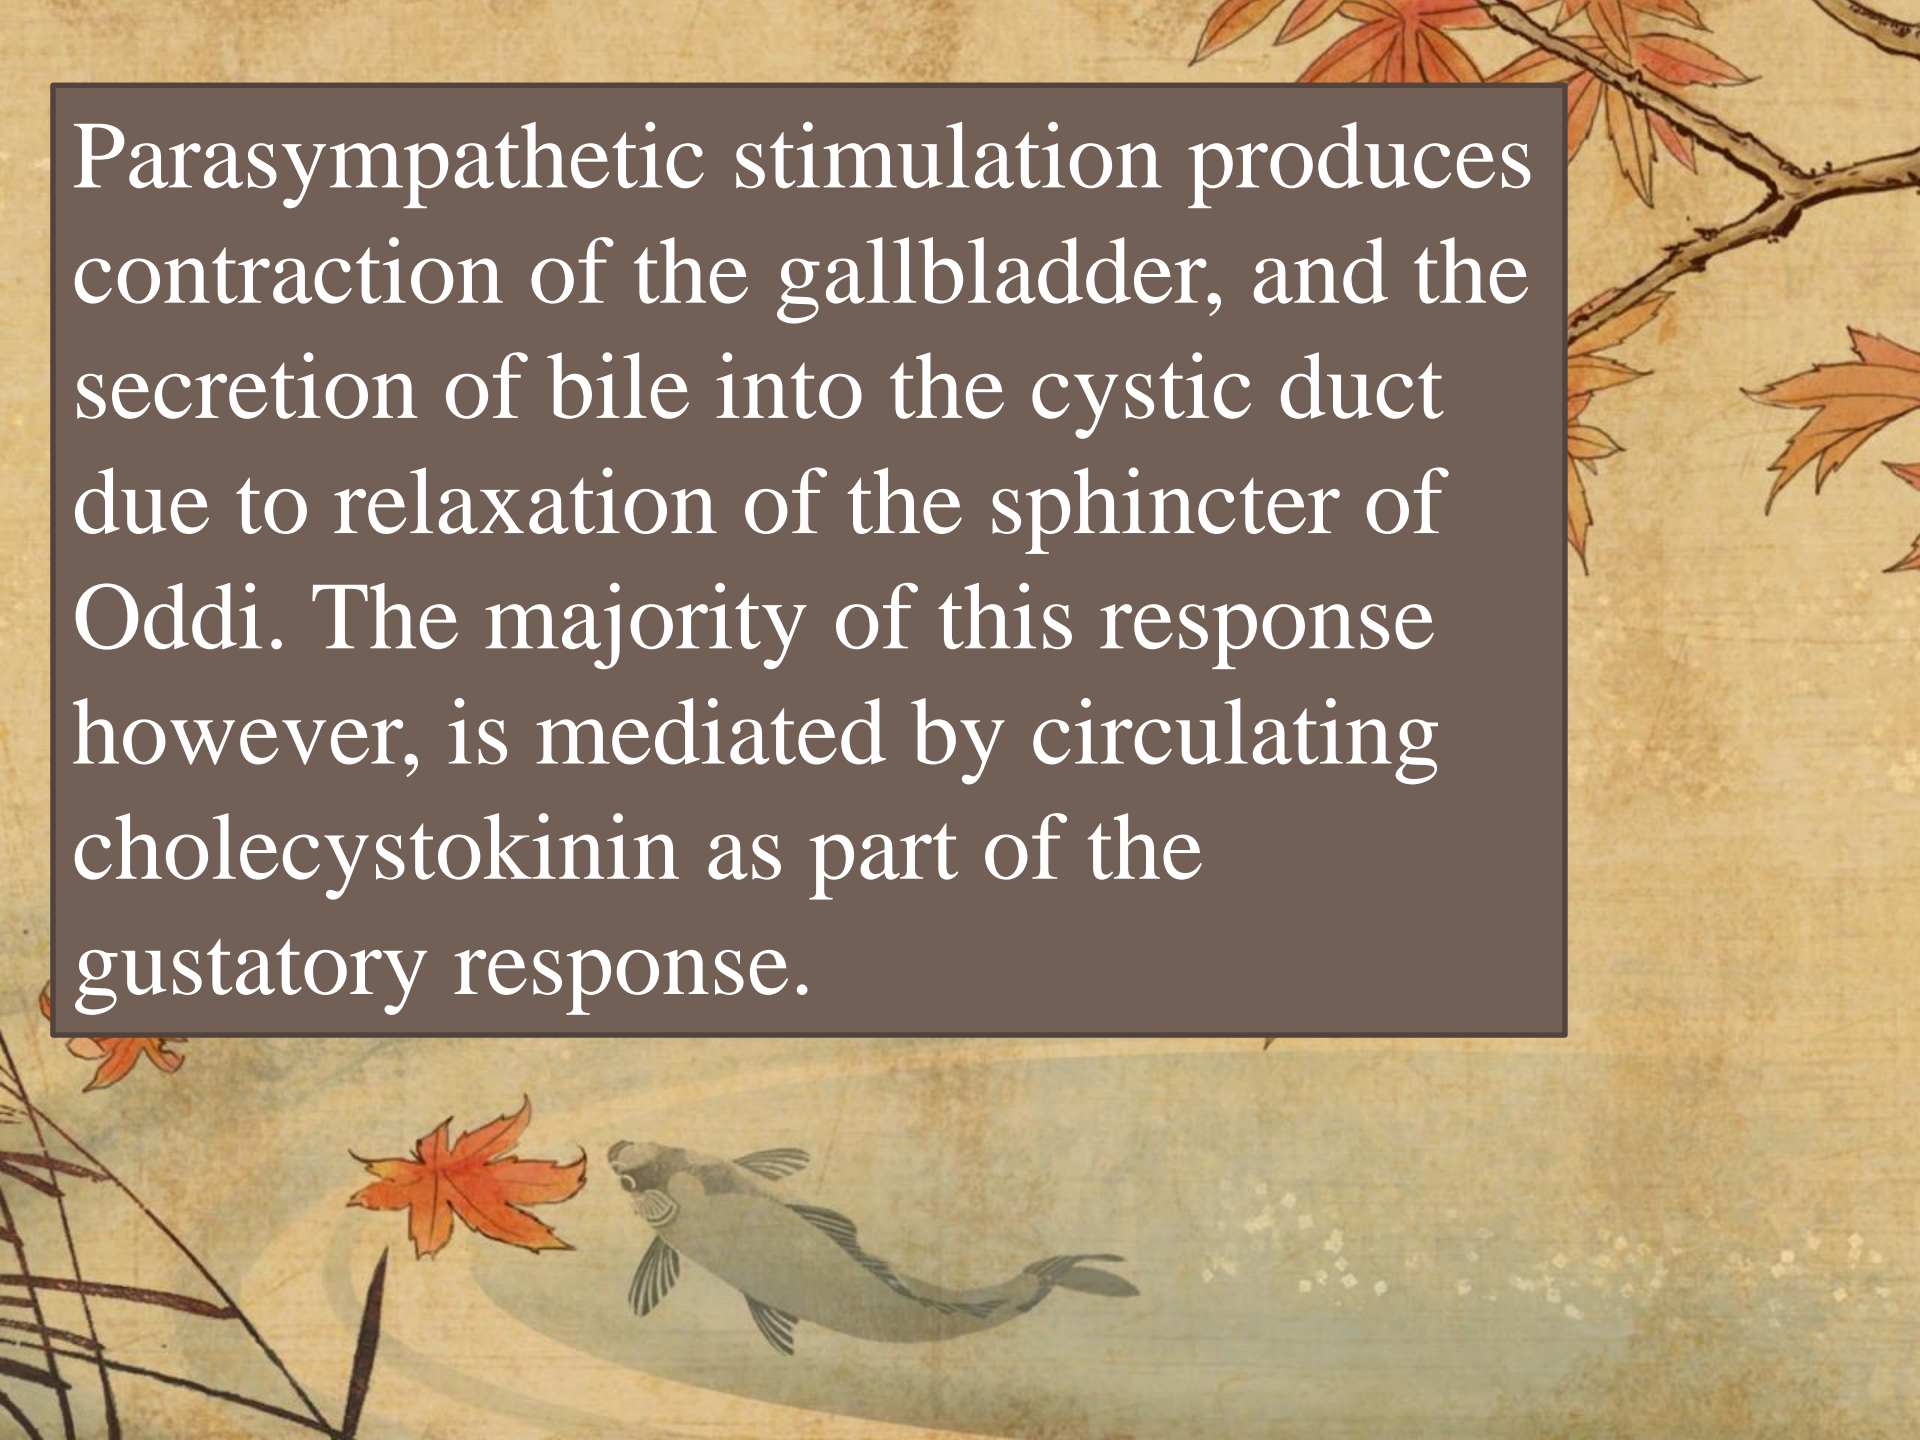 Parasympathetic stimulation produces
contraction of the gallbladder, and the
secretion of bile into the cystic duct
due to relaxation of the sphincter of
Oddi. The majority of this response
however, is mediated by circulating
cholecystokinin as part of the
gustatory response.